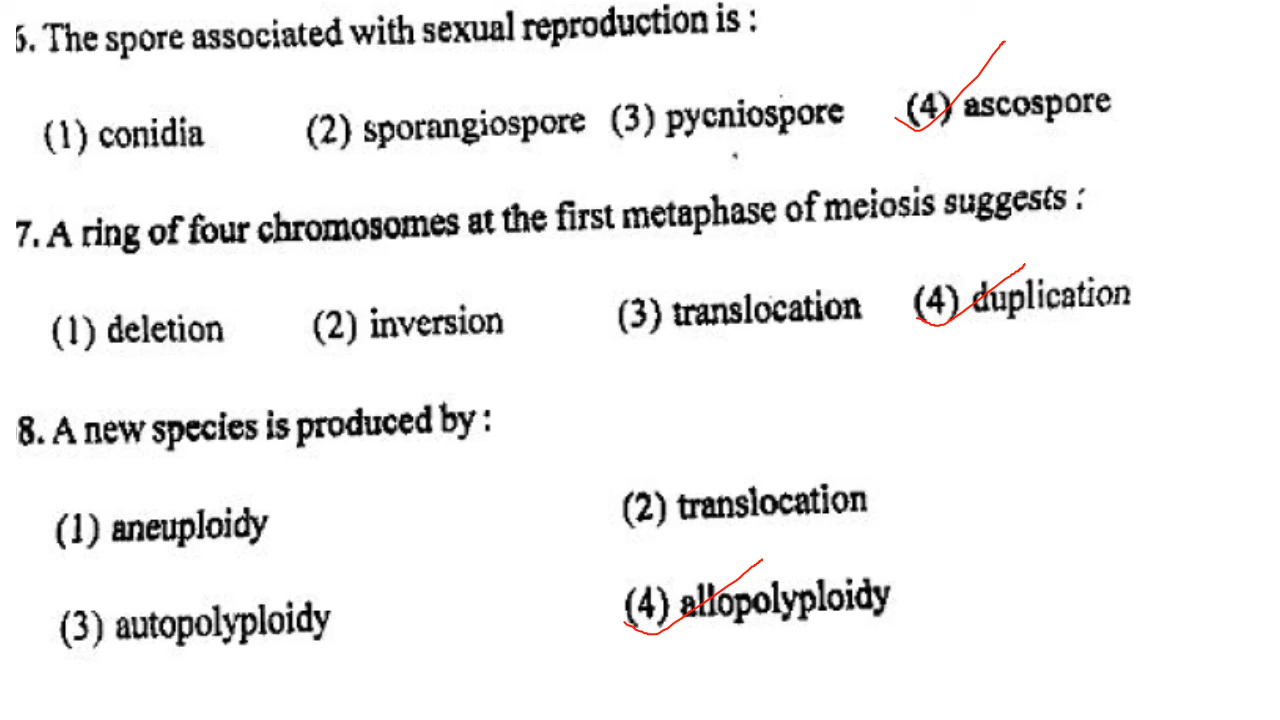 6. The spore associated with sexual reproduction is :
(1) conidia (2) sporangiospore (3) pycniospore (4) ascospore
7. A ring of four chromosomes at the first metaphase of meiosis suggests :
(1) deletion (2) inversion (3) translocation (4) duplication
8. A new species is produced by :
(1) aneuploidy (2) translocation
(3) autopolyploidy (4) allopolyploidy